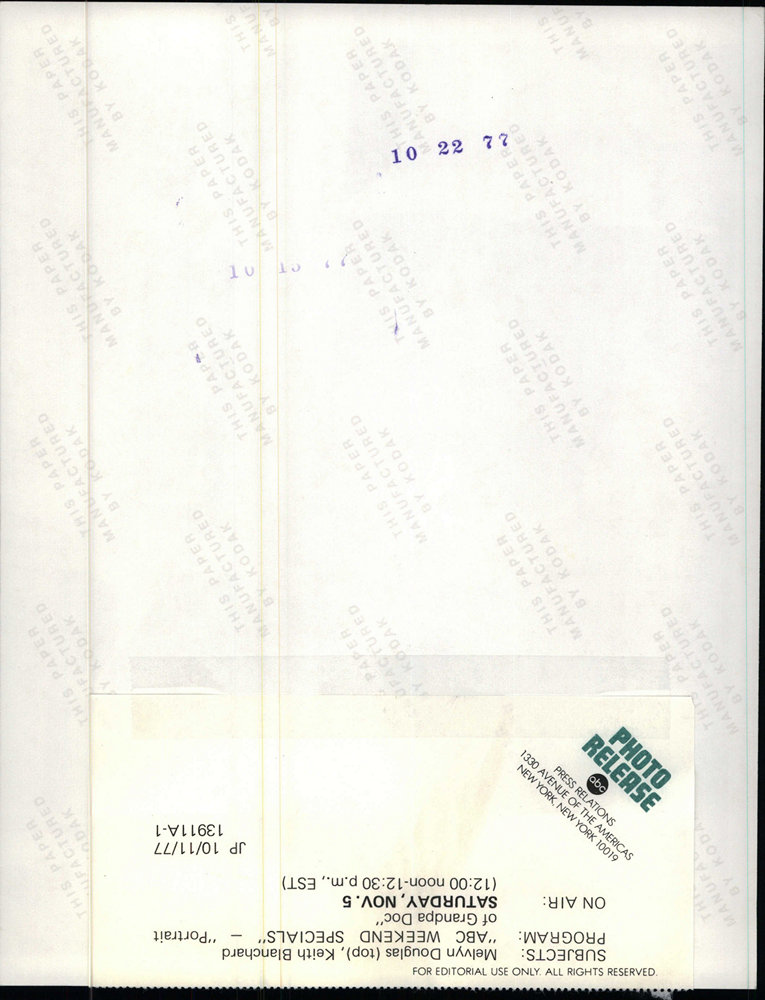 10 22 77
PHOTO
RELEASE
abc
PRESS RELATIONS
1330 AVENUE OF THE AMERICAS
NEW YORK, NEW YORK 10019
FOR EDITORIAL USE ONLY. ALL RIGHTS RESERVED.
SUBJECTS: Melvyn Douglas (top), Keith Blanchard
PROGRAM: "ABC WEEKEND SPECIALS" — "Portrait
of Grandpa Doc"
ON AIR: SATURDAY, NOV. 5
(12:00 noon-12:30 p.m., EST)
JP 10/11/77
13911A-1
THIS PAPER
MANUFACTURED
BY KODAK